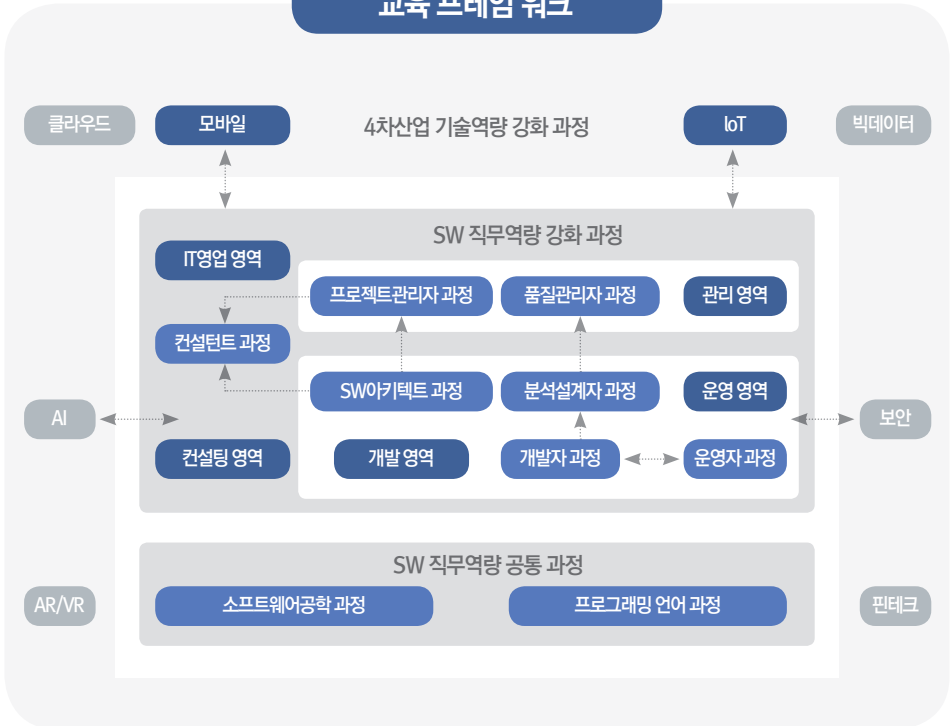 교육 프레임 워크
클라우드
모바일
4차산업 기술역량 강화 과정
IoT
빅데이터
SW 직무역량 강화 과정
IT영업 영역
프로젝트관리자 과정
품질관리자 과정
관리 영역
컨설턴트 과정
SW아키텍트 과정
분석설계자 과정
운영 영역
AI
보안
컨설팅 영역
개발 영역
개발자 과정
운영자 과정
SW 직무역량 공통 과정
AR/VR
소프트웨어공학 과정
프로그래밍 언어 과정
핀테크